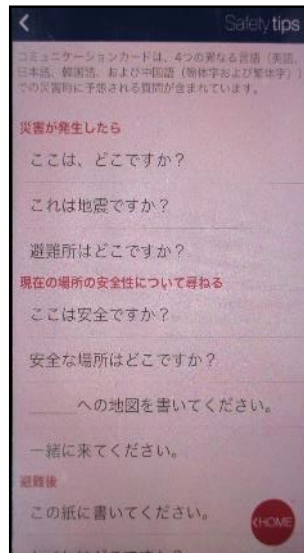 Safety tips
コミュニケーションカードは、4つの異なる言語（英語、
日本語、韓国語、および中国語（簡体字および繁体字））
での災害時に予想される質問が含まれています。
災害が発生したら
ここは、どこですか？
これは地震ですか？
避難所はどこですか？
現在の場所の安全性について尋ねる
ここは安全ですか？
安全な場所はどこですか？
______への地図を書いてください。
一緒に来てください。
避難後
この紙に書いてください。
<HOME